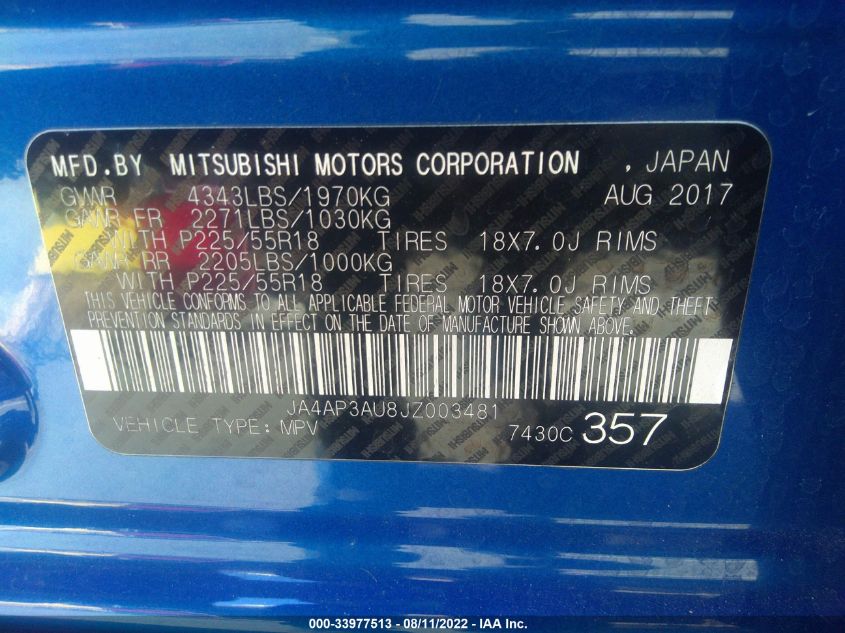 MFD.BY MITSUBISHI MOTORS CORPORATION , JAPAN
GVWR 4343LBS/1970KG AUG 2017
GAWR FR 2271LBS/1030KG
WITH P225/55R18 TIRES 18X7.0J RIMS
GAWR RR 2205LBS/1000KG
WITH P225/55R18 TIRES 18X7.0J RIMS
THIS VEHICLE CONFORMS TO ALL APPLICABLE FEDERAL MOTOR VEHICLE SAFETY AND THEFT
PREVENTION STANDARDS IN EFFECT ON THE DATE OF MANUFACTURE SHOWN ABOVE.
JA4AP3AU8JZ003481
VEHICLE TYPE: MPV 7430C 357
000-33977513 - 08/11/2022 - IAA Inc.